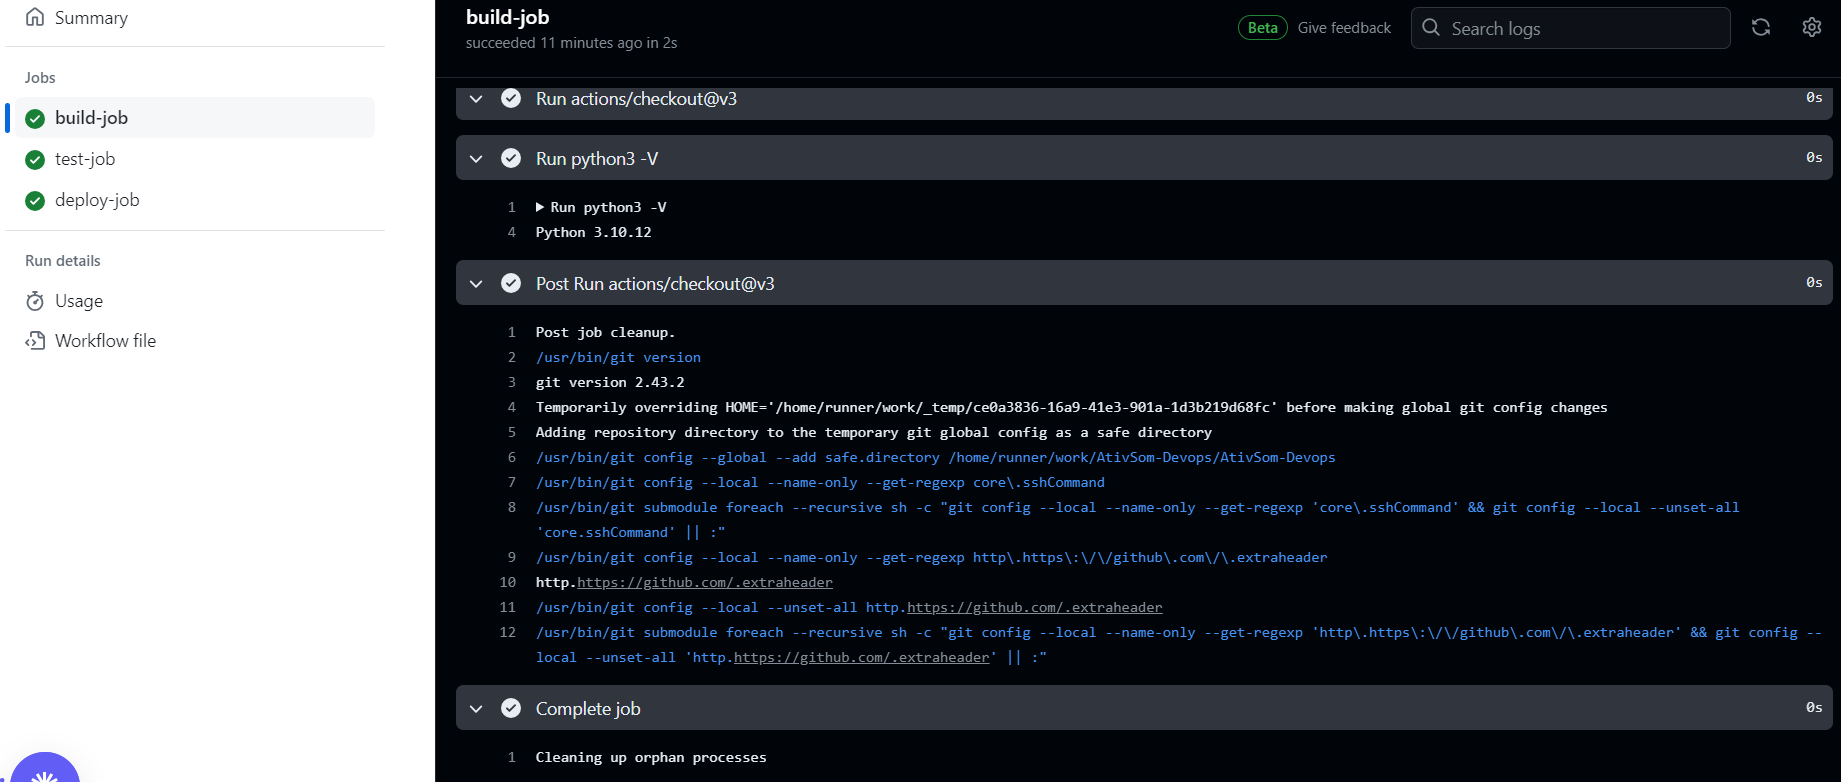 Summary
Jobs
build-job
test-job
deploy-job
Run details
Usage
Workflow file
build-job
succeeded 11 minutes ago in 2s
Beta
Give feedback
Search logs
Run actions/checkout@v3
0s
Run python3 -V
0s
1 Run python3 -V
4 Python 3.10.12
Post Run actions/checkout@v3
0s
1 Post job cleanup.
2 /usr/bin/git version
3 git version 2.43.2
4 Temporarily overriding HOME='/home/runner/work/_temp/ce0a3836-16a9-41e3-901a-1d3b219d68fc' before making global git config changes
5 Adding repository directory to the temporary git global config as a safe directory
6 /usr/bin/git config --global --add safe.directory /home/runner/work/AtivSom-Devops/AtivSom-Devops
7 /usr/bin/git config --local --name-only --get-regexp core\.sshCommand
8 /usr/bin/git submodule foreach --recursive sh -c "git config --local --name-only --get-regexp 'core\.sshCommand' && git config --local --unset-all
'core.sshCommand' || :"
9 /usr/bin/git config --local --name-only --get-regexp http\.https\:\/\/github\.com\/\.extraheader
10 http.https://github.com/.extraheader
11 /usr/bin/git config --local --unset-all http.https://github.com/.extraheader
12 /usr/bin/git submodule foreach --recursive sh -c "git config --local --name-only --get-regexp 'http\.https\:\/\/github\.com\/\.extraheader' && git config --
local --unset-all 'http.https://github.com/.extraheader' || :"
Complete job
0s
1 Cleaning up orphan processes